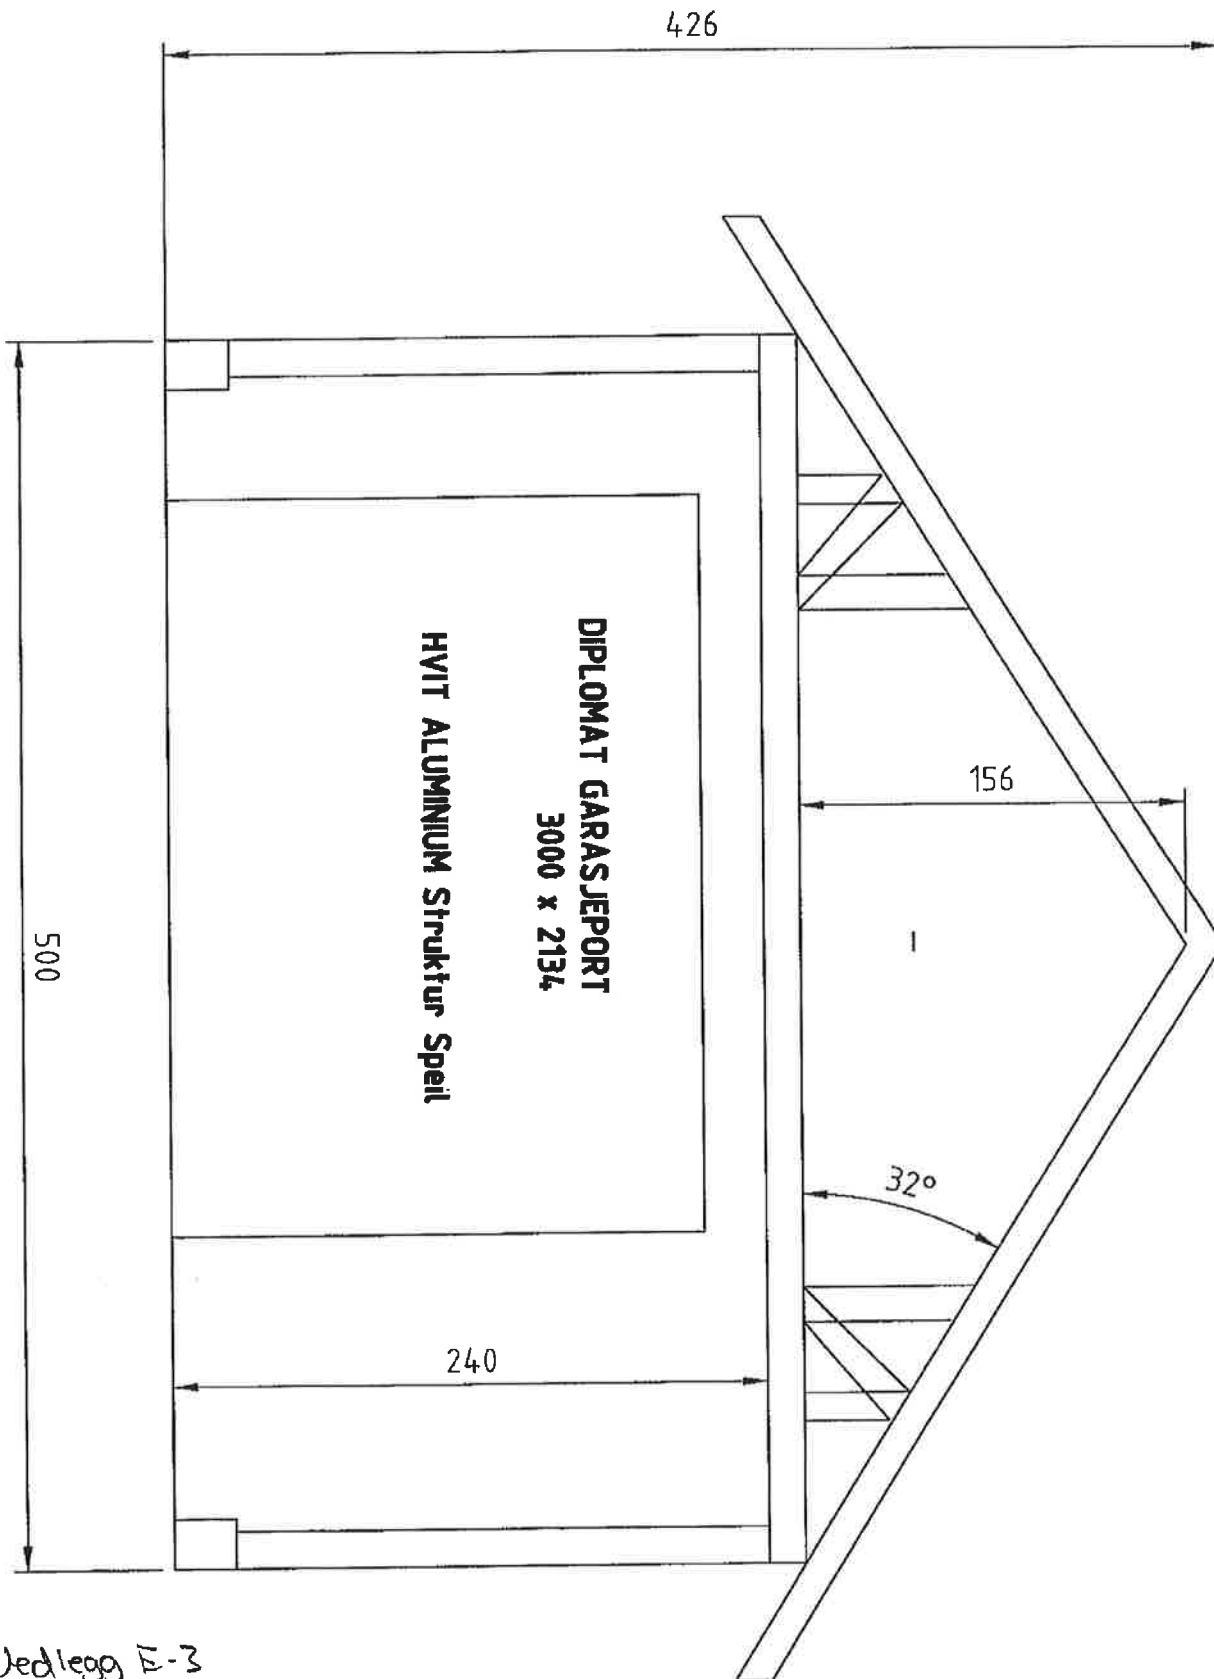 426
156
32°
240
500
DIPLOMAT GARASJEPORT
3000 x 2134
HVIT ALUMINIUM Struktur Speil
Vedlegg E-3